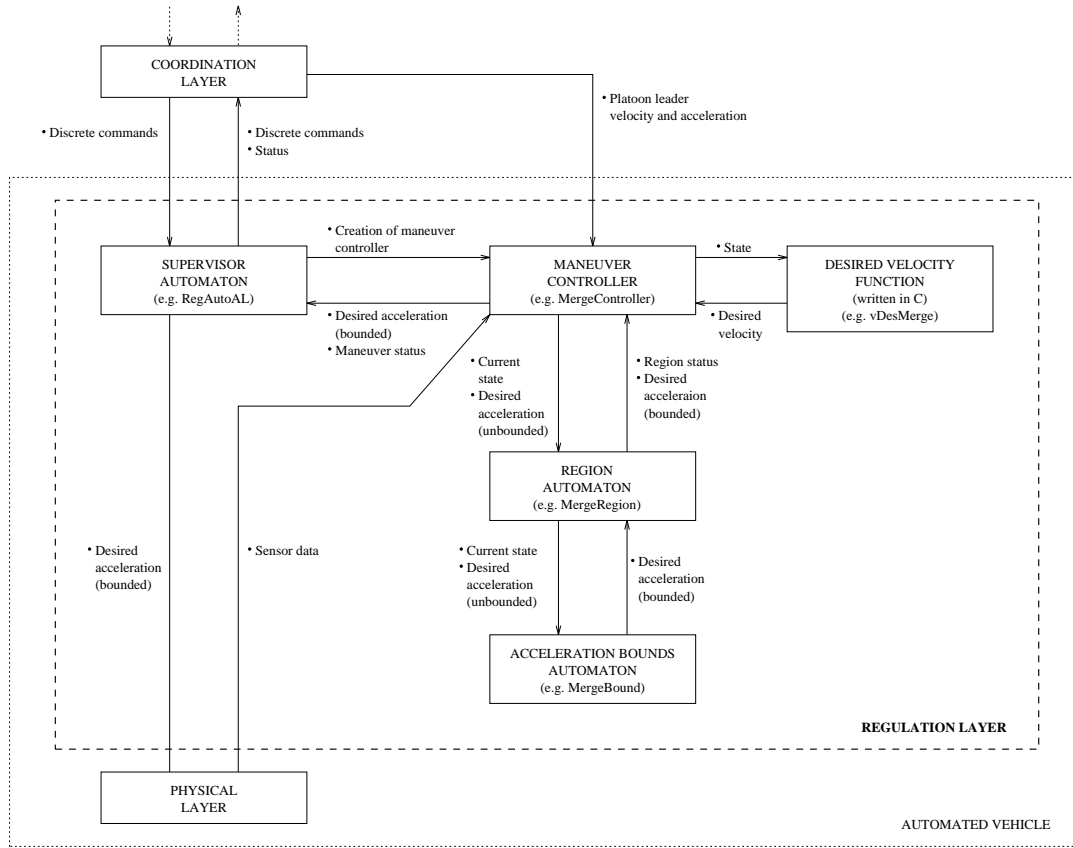 COORDINATION
LAYER
• Platoon leader
velocity and acceleration
• Discrete commands
• Discrete commands
• Status
• Creation of maneuver
controller
• State
SUPERVISOR
AUTOMATON
(e.g. RegAutoAL)
MANEUVER
CONTROLLER
(e.g. MergeController)
DESIRED VELOCITY
FUNCTION
(written in C)
(e.g. vDesMerge)
• Desired acceleration
(bounded)
• Maneuver status
• Desired
velocity
• Current
state
• Desired
acceleration
(unbounded)
• Region status
• Desired
acceleraion
(bounded)
REGION
AUTOMATON
(e.g. MergeRegion)
• Desired
acceleration
(bounded)
• Sensor data
• Current state
• Desired
acceleration
(unbounded)
• Desired
acceleration
(bounded)
ACCELERATION BOUNDS
AUTOMATON
(e.g. MergeBound)
REGULATION LAYER
PHYSICAL
LAYER
AUTOMATED VEHICLE